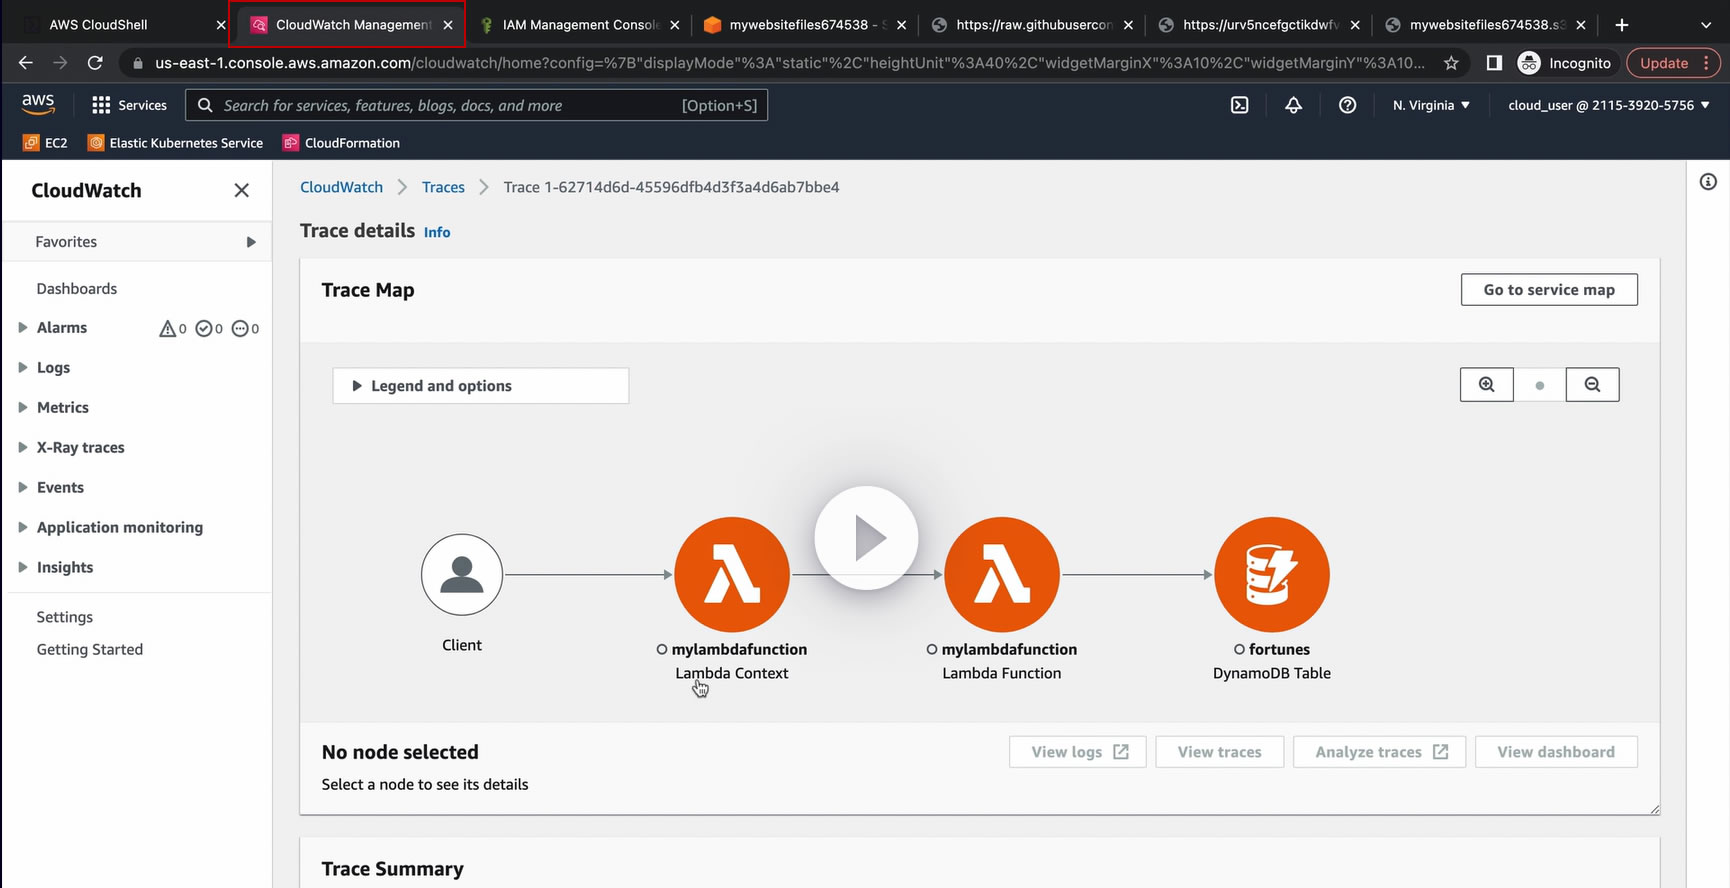 AWS CloudShell
CloudWatch Management
IAM Management Console
mywebsitefiles674538 - S
https://raw.githubusercon
https://urv5ncefgctikdwfv
mywebsitefiles674538.s3
us-east-1.console.aws.amazon.com/cloudwatch/home?config=%7B"displayMode"%3A"static"%2C"heightUnit"%3A40%2C"widgetMarginX"%3A10%2C"widgetMarginY"%3A10...
Incognito
Update
aws
Services
Search for services, features, blogs, docs, and more
[Option+S]
N. Virginia
cloud_user @ 2115-3920-5756
EC2
Elastic Kubernetes Service
CloudFormation
CloudWatch
Favorites
Dashboards
Alarms 0 0 0
Logs
Metrics
X-Ray traces
Events
Application monitoring
Insights
Settings
Getting Started
CloudWatch
Traces
Trace 1-62714d6d-45596dfb4d3f3a4d6ab7bbe4
Trace details Info
Trace Map
Go to service map
Legend and options
Client
mylambdafunction
Lambda Context
mylambdafunction
Lambda Function
fortunes
DynamoDB Table
No node selected
Select a node to see its details
View logs
View traces
Analyze traces
View dashboard
Trace Summary